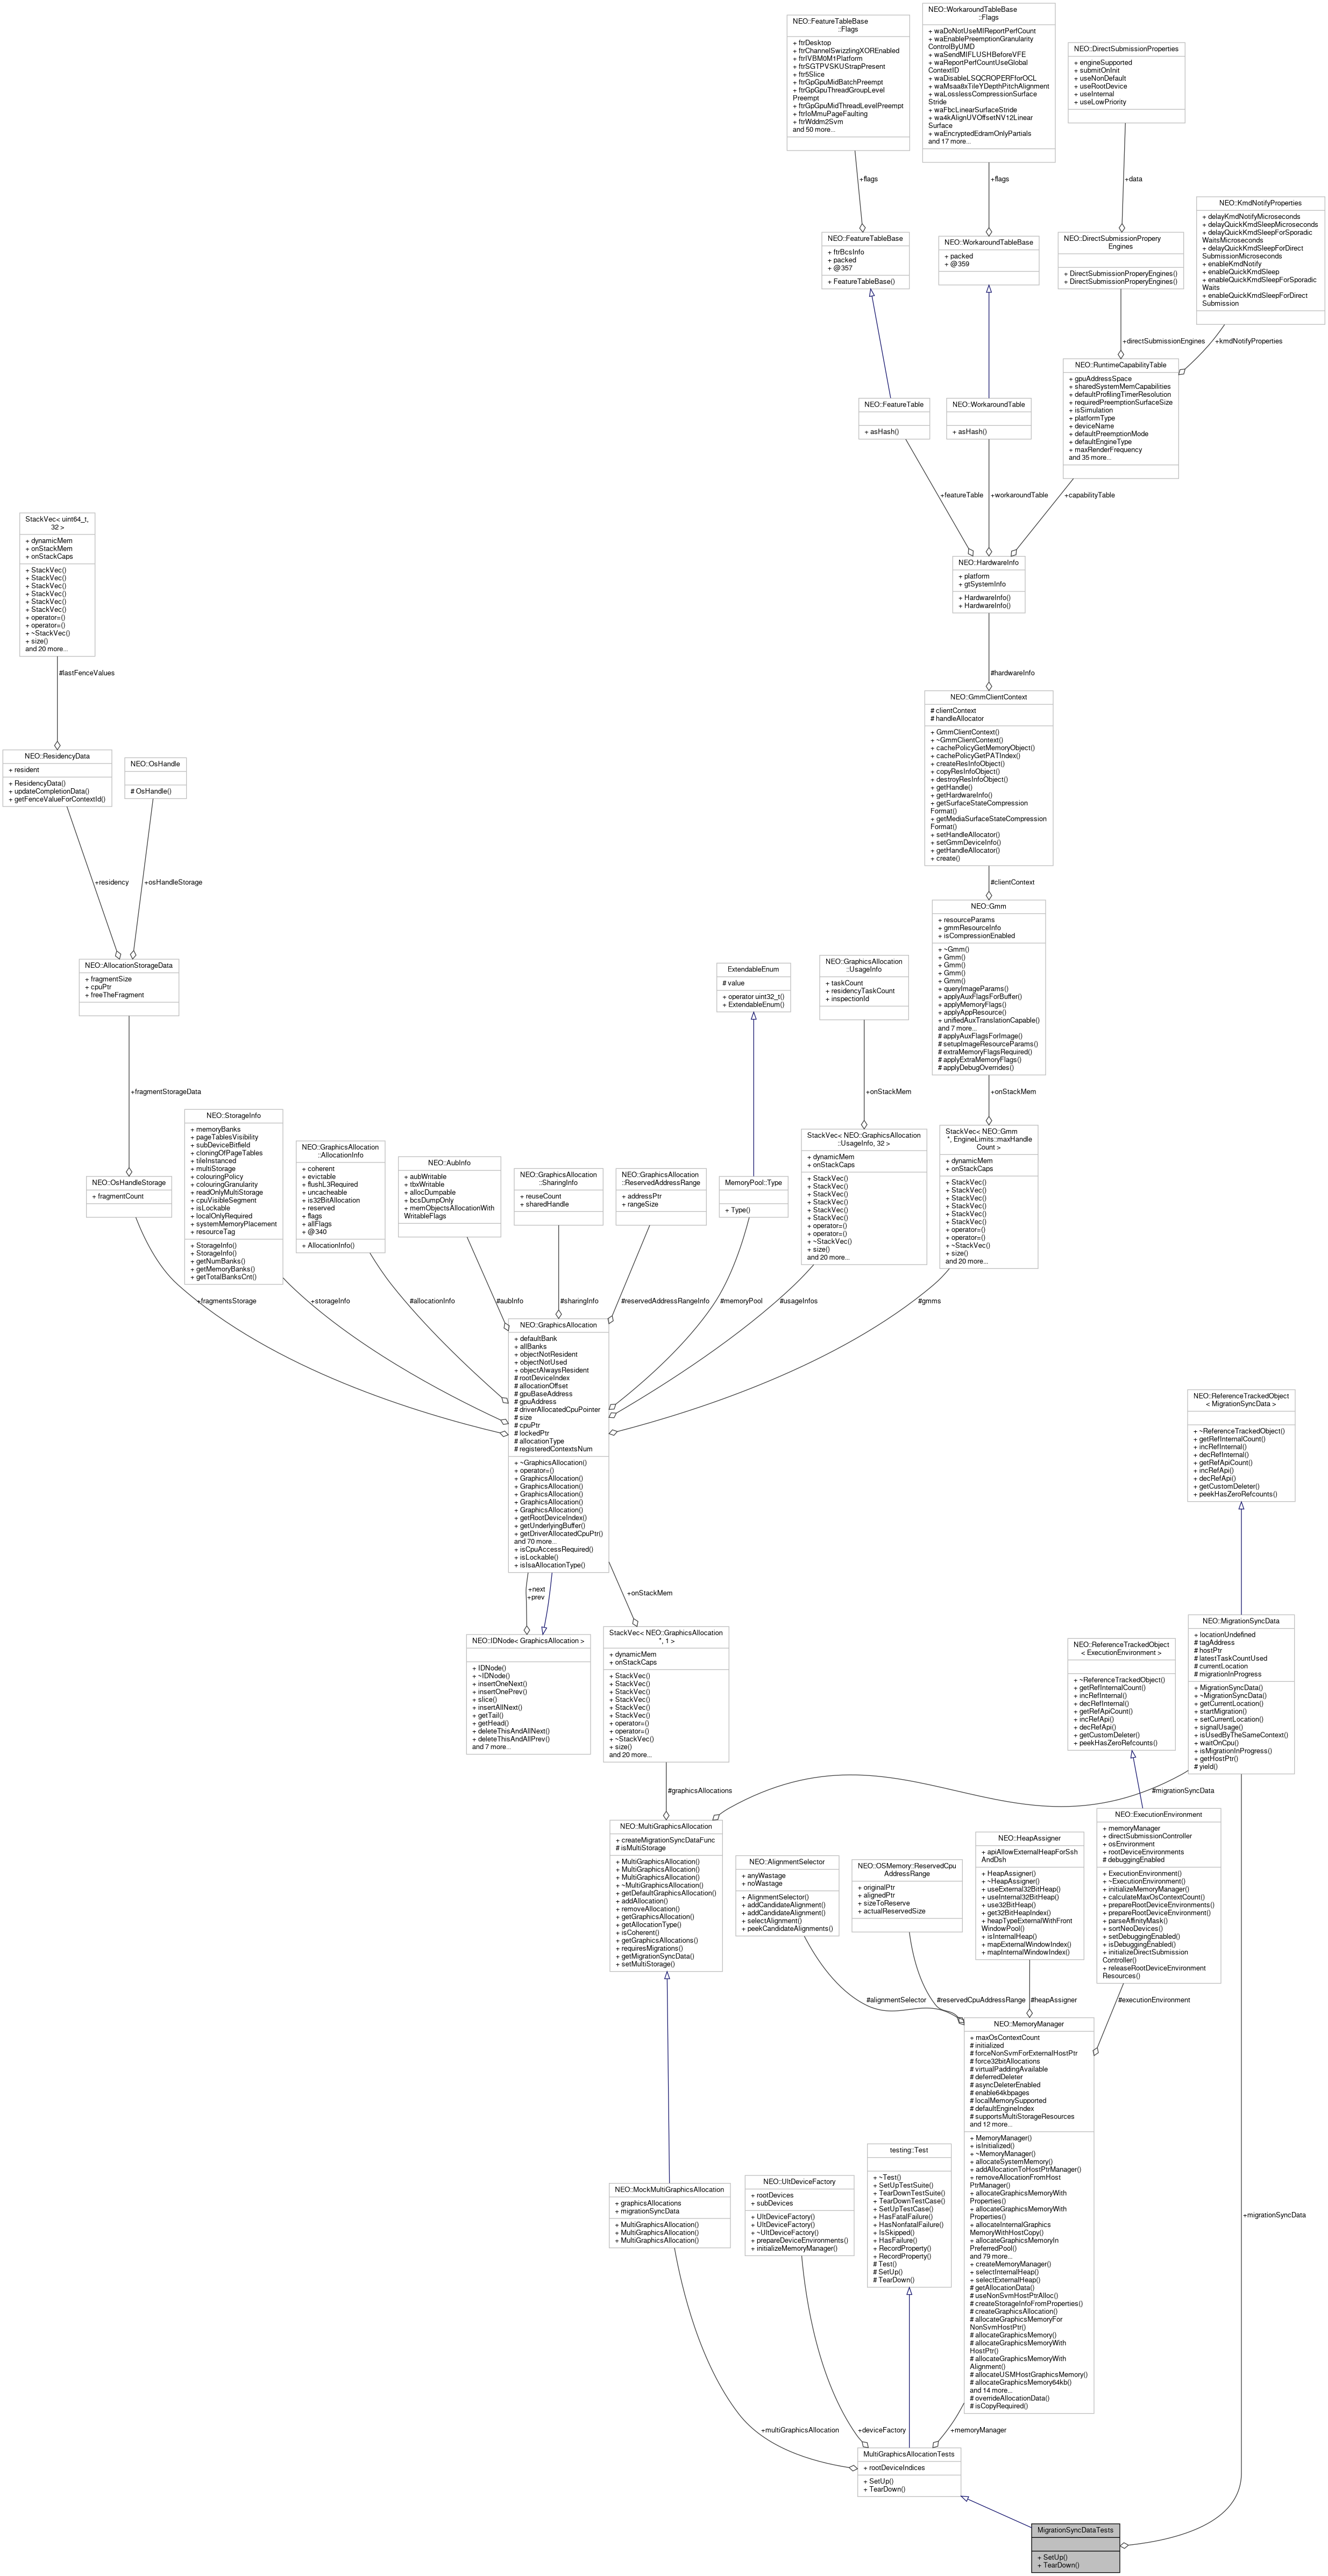 NEO::FeatureTableBase
::Flags
+ ftrDesktop
+ ftrChannelSwizzlingXOREnabled
+ ftrIVBM0M1Platform
+ ftrSGTPVSKUStrapPresent
+ ftr5Slice
+ ftrGpGpuMidBatchPreempt
+ ftrGpGpuThreadGroupLevel
Preempt
+ ftrGpGpuMidThreadLevelPreempt
+ ftrIoMmuPageFaulting
+ ftrWddm2Svm
and 50 more...
NEO::WorkaroundTableBase
::Flags
+ waDoNotUseMIReportPerfCount
+ waEnablePreemptionGranularity
ControlByUMD
+ waSendMIFLUSHBeforeVFE
+ waReportPerfCountUseGlobal
ContextID
+ waDisableLSQCROPERFforOCL
+ waMsaa8xTileYDepthPitchAlignment
+ waLosslessCompressionSurface
Stride
+ waFbcLinearSurfaceStride
+ wa4kAlignUVOffsetNV12Linear
Surface
+ waEncryptedEdramOnlyPartials
and 17 more...
NEO::DirectSubmissionProperties
+ engineSupported
+ submitOnInit
+ useNonDefault
+ useRootDevice
+ useInternal
+ useLowPriority
+flags
+flags
+data
NEO::KmdNotifyProperties
+ delayKmdNotifyMicroseconds
+ delayQuickKmdSleepMicroseconds
+ delayQuickKmdSleepForSporadic
WaitsMicroseconds
+ delayQuickKmdSleepForDirect
SubmissionMicroseconds
+ enableKmdNotify
+ enableQuickKmdSleep
+ enableQuickKmdSleepForSporadic
Waits
+ enableQuickKmdSleepForDirect
Submission
NEO::FeatureTableBase
+ ftrBcsInfo
+ packed
+ @357
+ FeatureTableBase()
NEO::WorkaroundTableBase
+ packed
+ @359
NEO::DirectSubmissionPropery
Engines
+ DirectSubmissionProperyEngines()
+ DirectSubmissionProperyEngines()
+directSubmissionEngines
+kmdNotifyProperties
NEO::FeatureTable
+ asHash()
NEO::WorkaroundTable
+ asHash()
NEO::RuntimeCapabilityTable
+ gpuAddressSpace
+ sharedSystemMemCapabilities
+ defaultProfilingTimerResolution
+ requiredPreemptionSurfaceSize
+ isSimulation
+ platformType
+ deviceName
+ defaultPreemptionMode
+ defaultEngineType
+ maxRenderFrequency
and 35 more...
+featureTable
+workaroundTable
+capabilityTable
StackVec< uint64_t,
32 >
+ dynamicMem
+ onStackMem
+ onStackCaps
+ StackVec()
+ StackVec()
+ StackVec()
+ StackVec()
+ StackVec()
+ StackVec()
+ operator=()
+ operator=()
+ ~StackVec()
+ size()
and 20 more...
NEO::HardwareInfo
+ platform
+ gtSystemInfo
+ HardwareInfo()
+ HardwareInfo()
#lastFenceValues
#hardwareInfo
NEO::ResidencyData
+ resident
+ ResidencyData()
+ updateCompletionData()
+ getFenceValueForContextId()
NEO::OsHandle
# OsHandle()
NEO::GmmClientContext
# clientContext
# handleAllocator
+ GmmClientContext()
+ ~GmmClientContext()
+ cachePolicyGetMemoryObject()
+ cachePolicyGetPATIndex()
+ createResInfoObject()
+ copyResInfoObject()
+ destroyResInfoObject()
+ getHandle()
+ getHardwareInfo()
+ getSurfaceStateCompression
Format()
+ getMediaSurfaceStateCompression
Format()
+ setHandleAllocator()
+ setGmmDeviceInfo()
+ getHandleAllocator()
+ create()
+residency
+osHandleStorage
#clientContext
NEO::AllocationStorageData
+ fragmentSize
+ cpuPtr
+ freeTheFragment
ExtendableEnum
# value
+ operator uint32_t()
+ ExtendableEnum()
NEO::GraphicsAllocation
::UsageInfo
+ taskCount
+ residencyTaskCount
+ inspectionId
NEO::Gmm
+ resourceParams
+ gmmResourceInfo
+ isCompressionEnabled
+ ~Gmm()
+ Gmm()
+ Gmm()
+ Gmm()
+ Gmm()
+ queryImageParams()
+ applyAuxFlagsForBuffer()
+ applyMemoryFlags()
+ applyAppResource()
+ unifiedAuxTranslationCapable()
and 7 more...
# applyAuxFlagsForImage()
# setupImageResourceParams()
# extraMemoryFlagsRequired()
# applyExtraMemoryFlags()
# applyDebugOverrides()
+fragmentStorageData
+onStackMem
+onStackMem
NEO::OsHandleStorage
+ fragmentCount
NEO::StorageInfo
+ memoryBanks
+ pageTablesVisibility
+ subDeviceBitfield
+ cloningOfPageTables
+ tileInstanced
+ multiStorage
+ colouringPolicy
+ colouringGranularity
+ readOnlyMultiStorage
+ cpuVisibleSegment
+ isLockable
+ localOnlyRequired
+ systemMemoryPlacement
+ resourceTag
+ StorageInfo()
+ StorageInfo()
+ getNumBanks()
+ getMemoryBanks()
+ getTotalBanksCnt()
NEO::GraphicsAllocation
::AllocationInfo
+ coherent
+ evictable
+ flushL3Required
+ uncacheable
+ is32BitAllocation
+ reserved
+ flags
+ allFlags
+ @340
+ AllocationInfo()
NEO::AubInfo
+ aubWritable
+ tbxWritable
+ allocDumpable
+ bcsDumpOnly
+ memObjectsAllocationWith
WritableFlags
NEO::GraphicsAllocation
::SharingInfo
+ reuseCount
+ sharedHandle
NEO::GraphicsAllocation
::ReservedAddressRange
+ addressPtr
+ rangeSize
MemoryPool::Type
+ Type()
StackVec< NEO::GraphicsAllocation
::UsageInfo, 32 >
+ dynamicMem
+ onStackCaps
+ StackVec()
+ StackVec()
+ StackVec()
+ StackVec()
+ StackVec()
+ StackVec()
+ operator=()
+ operator=()
+ ~StackVec()
+ size()
and 20 more...
StackVec< NEO::Gmm
*, EngineLimits::maxHandle
Count >
+ dynamicMem
+ onStackCaps
+ StackVec()
+ StackVec()
+ StackVec()
+ StackVec()
+ StackVec()
+ StackVec()
+ operator=()
+ operator=()
+ ~StackVec()
+ size()
and 20 more...
+fragmentsStorage
+storageInfo
#allocationInfo
#aubInfo
#sharingInfo
#reservedAddressRangeInfo
#memoryPool
#usageInfos
#gmms
NEO::GraphicsAllocation
+ defaultBank
+ allBanks
+ objectNotResident
+ objectNotUsed
+ objectAlwaysResident
# rootDeviceIndex
# allocationOffset
# gpuBaseAddress
# gpuAddress
# driverAllocatedCpuPointer
# size
# cpuPtr
# lockedPtr
# allocationType
# registeredContextsNum
+ ~GraphicsAllocation()
+ operator=()
+ GraphicsAllocation()
+ GraphicsAllocation()
+ GraphicsAllocation()
+ GraphicsAllocation()
+ GraphicsAllocation()
+ getRootDeviceIndex()
+ getUnderlyingBuffer()
+ getDriverAllocatedCpuPtr()
and 70 more...
+ isCpuAccessRequired()
+ isLockable()
+ isIsaAllocationType()
NEO::ReferenceTrackedObject
< MigrationSyncData >
+ ~ReferenceTrackedObject()
+ getRefInternalCount()
+ incRefInternal()
+ decRefInternal()
+ getRefApiCount()
+ incRefApi()
+ decRefApi()
+ getCustomDeleter()
+ peekHasZeroRefcounts()
+next
+prev
+onStackMem
NEO::IDNode< GraphicsAllocation >
+ IDNode()
+ ~IDNode()
+ insertOneNext()
+ insertOnePrev()
+ slice()
+ insertAllNext()
+ getTail()
+ getHead()
+ deleteThisAndAllNext()
+ deleteThisAndAllPrev()
and 7 more...
StackVec< NEO::GraphicsAllocation
*, 1 >
+ dynamicMem
+ onStackCaps
+ StackVec()
+ StackVec()
+ StackVec()
+ StackVec()
+ StackVec()
+ StackVec()
+ operator=()
+ operator=()
+ ~StackVec()
+ size()
and 20 more...
NEO::ReferenceTrackedObject
< ExecutionEnvironment >
+ ~ReferenceTrackedObject()
+ getRefInternalCount()
+ incRefInternal()
+ decRefInternal()
+ getRefApiCount()
+ incRefApi()
+ decRefApi()
+ getCustomDeleter()
+ peekHasZeroRefcounts()
NEO::MigrationSyncData
+ locationUndefined
# tagAddress
# hostPtr
# latestTaskCountUsed
# currentLocation
# migrationInProgress
+ MigrationSyncData()
+ ~MigrationSyncData()
+ getCurrentLocation()
+ startMigration()
+ setCurrentLocation()
+ signalUsage()
+ isUsedByTheSameContext()
+ waitOnCpu()
+ isMigrationInProgress()
+ getHostPtr()
# yield()
#graphicsAllocations
#migrationSyncData
NEO::MultiGraphicsAllocation
+ createMigrationSyncDataFunc
# isMultiStorage
+ MultiGraphicsAllocation()
+ MultiGraphicsAllocation()
+ MultiGraphicsAllocation()
+ ~MultiGraphicsAllocation()
+ getDefaultGraphicsAllocation()
+ addAllocation()
+ removeAllocation()
+ getGraphicsAllocation()
+ getAllocationType()
+ isCoherent()
+ getGraphicsAllocations()
+ requiresMigrations()
+ getMigrationSyncData()
+ setMultiStorage()
NEO::AlignmentSelector
+ anyWastage
+ noWastage
+ AlignmentSelector()
+ addCandidateAlignment()
+ addCandidateAlignment()
+ selectAlignment()
+ peekCandidateAlignments()
NEO::OSMemory::ReservedCpu
AddressRange
+ originalPtr
+ alignedPtr
+ sizeToReserve
+ actualReservedSize
NEO::HeapAssigner
+ apiAllowExternalHeapForSsh
AndDsh
+ HeapAssigner()
+ ~HeapAssigner()
+ useExternal32BitHeap()
+ useInternal32BitHeap()
+ use32BitHeap()
+ get32BitHeapIndex()
+ heapTypeExternalWithFront
WindowPool()
+ isInternalHeap()
+ mapExternalWindowIndex()
+ mapInternalWindowIndex()
NEO::ExecutionEnvironment
+ memoryManager
+ directSubmissionController
+ osEnvironment
+ rootDeviceEnvironments
# debuggingEnabled
+ ExecutionEnvironment()
+ ~ExecutionEnvironment()
+ initializeMemoryManager()
+ calculateMaxOsContextCount()
+ prepareRootDeviceEnvironments()
+ prepareRootDeviceEnvironment()
+ parseAffinityMask()
+ sortNeoDevices()
+ setDebuggingEnabled()
+ isDebuggingEnabled()
+ initializeDirectSubmission
Controller()
+ releaseRootDeviceEnvironment
Resources()
#alignmentSelector
#reservedCpuAddressRange
#heapAssigner
#executionEnvironment
NEO::MemoryManager
+ maxOsContextCount
# initialized
# forceNonSvmForExternalHostPtr
# force32bitAllocations
# virtualPaddingAvailable
# deferredDeleter
# asyncDeleterEnabled
# enable64kbpages
# localMemorySupported
# defaultEngineIndex
# supportsMultiStorageResources
and 12 more...
+ MemoryManager()
+ isInitialized()
+ ~MemoryManager()
+ allocateSystemMemory()
+ addAllocationToHostPtrManager()
+ removeAllocationFromHost
PtrManager()
+ allocateGraphicsMemoryWith
Properties()
+ allocateGraphicsMemoryWith
Properties()
+ allocateInternalGraphics
MemoryWithHostCopy()
+ allocateGraphicsMemoryIn
PreferredPool()
and 79 more...
+ createMemoryManager()
+ selectInternalHeap()
+ selectExternalHeap()
# getAllocationData()
# useNonSvmHostPtrAlloc()
# createStorageInfoFromProperties()
# createGraphicsAllocation()
# allocateGraphicsMemoryFor
NonSvmHostPtr()
# allocateGraphicsMemory()
# allocateGraphicsMemoryWith
HostPtr()
# allocateGraphicsMemoryWith
Alignment()
# allocateUSMHostGraphicsMemory()
# allocateGraphicsMemory64kb()
and 14 more...
# overrideAllocationData()
# isCopyRequired()
NEO::MockMultiGraphicsAllocation
+ graphicsAllocations
+ migrationSyncData
+ MultiGraphicsAllocation()
+ MultiGraphicsAllocation()
+ MultiGraphicsAllocation()
NEO::UltDeviceFactory
+ rootDevices
+ subDevices
+ UltDeviceFactory()
+ UltDeviceFactory()
+ ~UltDeviceFactory()
+ prepareDeviceEnvironments()
+ initializeMemoryManager()
testing::Test
+ ~Test()
+ SetUpTestSuite()
+ TearDownTestSuite()
+ TearDownTestCase()
+ SetUpTestCase()
+ HasFatalFailure()
+ HasNonfatalFailure()
+ IsSkipped()
+ HasFailure()
+ RecordProperty()
+ RecordProperty()
# Test()
# SetUp()
# TearDown()
+migrationSyncData
+multiGraphicsAllocation
+deviceFactory
+memoryManager
MultiGraphicsAllocationTests
+ rootDeviceIndices
+ SetUp()
+ TearDown()
MigrationSyncDataTests
+ SetUp()
+ TearDown()